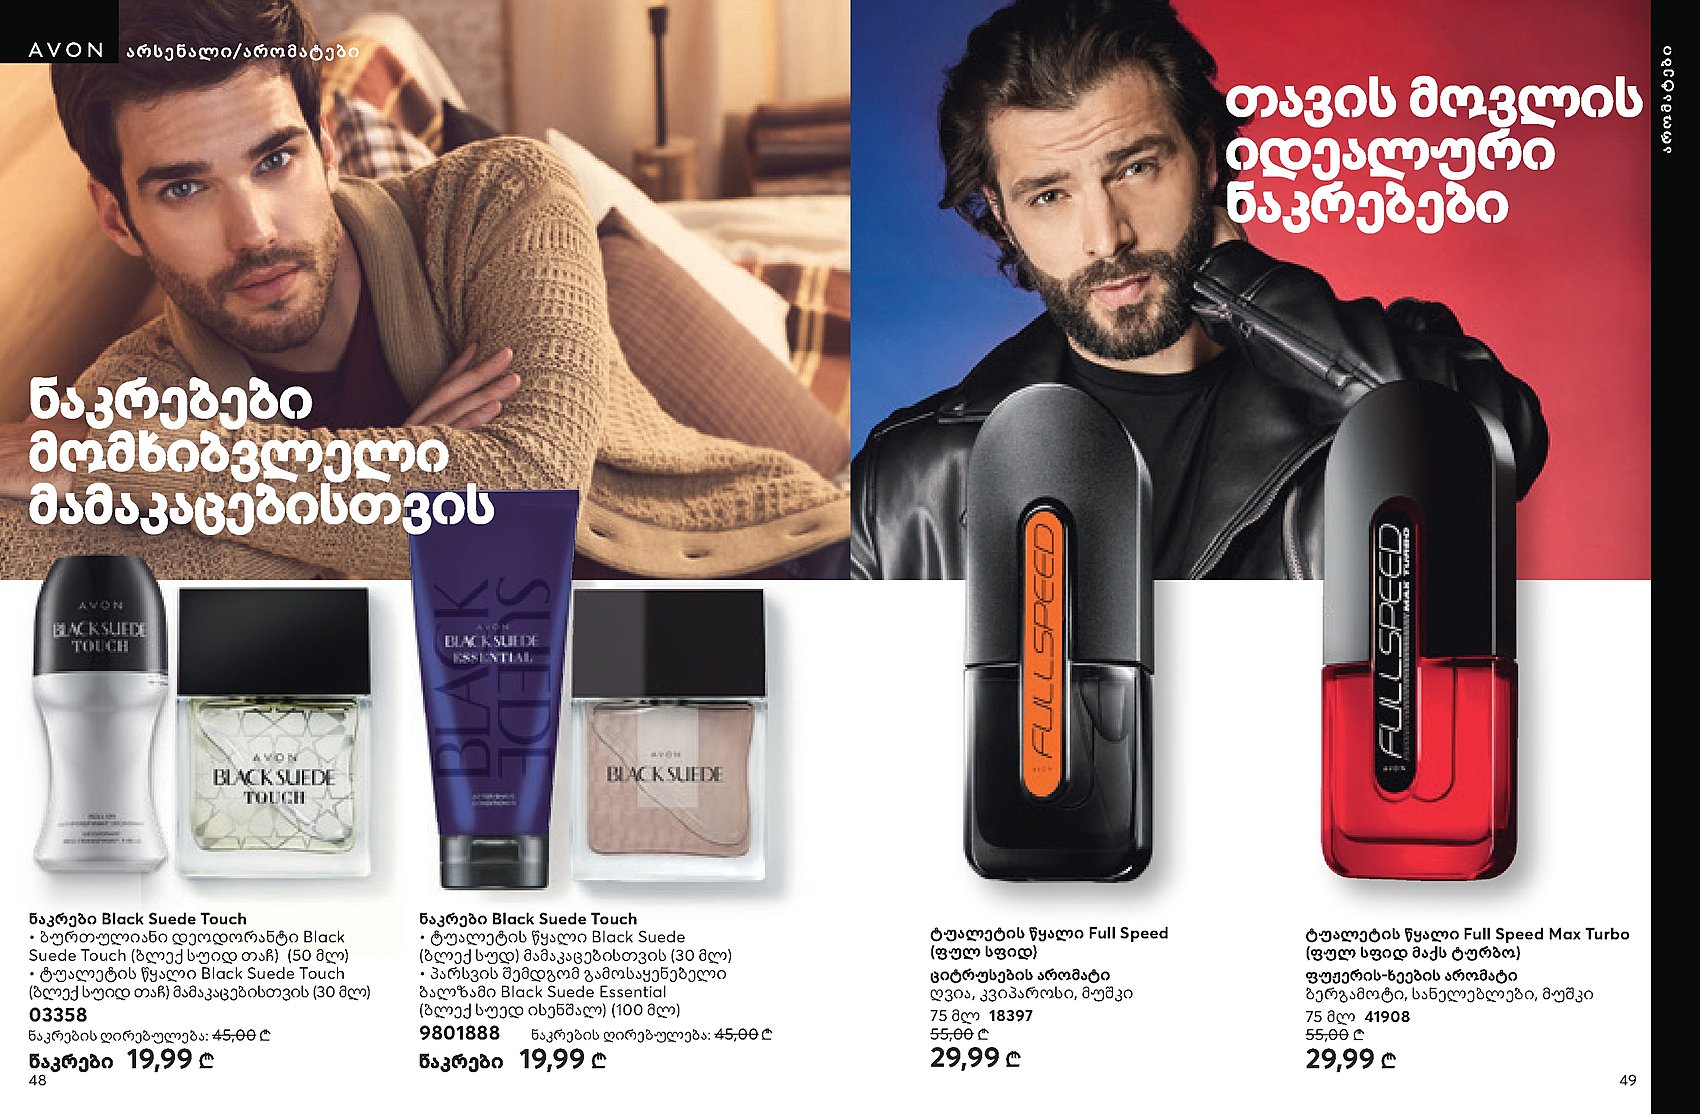 AVON არსენალი/არომატები
ნაკრებები
მომხიბვლელი
მამაკაცებისთვის
AVON
BLACK SUEDE
TOUCH
AVON
BLACK SUEDE
TOUCH
BLACK
SUEDE
AVON
BLACK SUEDE
ESSENTIAL
AFTER SHAVE
CONDITIONER
AVON
BLACK SUEDE
ნაკრები Black Suede Touch
• ბურთულიანი დეოდორანტი Black
Suede Touch (ბლექ სუიდ თაჩ) (50 მლ)
• ტუალეტის წყალი Black Suede Touch
(ბლექ სუიდ თაჩ) მამაკაცებისთვის (30 მლ)
03358
ნაკრების ღირებულება: 45,00 ₾
ნაკრები 19,99 ₾
48
ნაკრები Black Suede Touch
• ტუალეტის წყალი Black Suede
(ბლექ სუდ) მამაკაცებისთვის (30 მლ)
• პარსვის შემდგომ გამოსაყენებელი
ბალზამი Black Suede Essential
(ბლექ სუედ ისენშალ) (100 მლ)
9801888 ნაკრების ღირებულება: 45,00 ₾
ნაკრები 19,99 ₾
თავის მოვლის
იდეალური
ნაკრებები
არომატები
FULLSPEED
AVON
FULLSPEED
MAX TURBO
AVON
ტუალეტის წყალი Full Speed
(ფულ სფიდ)
ციტრუსების არომატი
ღვია, კვიპაროსი, მუშკი
75 მლ 18397
55,00 ₾
29,99 ₾
ტუალეტის წყალი Full Speed Max Turbo
(ფულ სფიდ მაქს ტურბო)
ფუჟერის-ხეების არომატი
ბერგამოტი, სანელებლები, მუშკი
75 მლ 41908
55,00 ₾
29,99 ₾
49